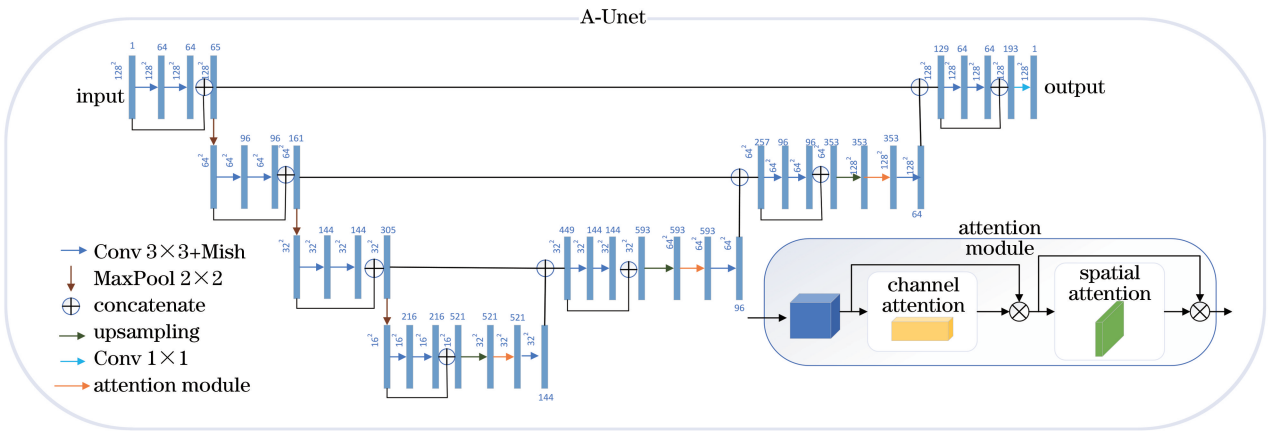 A-Unet
1 64 64 65
128² 128² 128² 128²
input
129 64 64 193 1
128² 128² 128² 128² 128²
output
96 96 161
64² 64² 64² 64²
257 96 96 353 353 353
64² 64² 64² 64² 128² 128² 128²
64
144 144 305
32² 32² 32² 32²
449 144 144 593 593 593
32² 32² 32² 32² 64² 64² 64²
96
216 216 521 521 521
16² 16² 16² 16² 32² 32² 32²
144
Conv 3×3+Mish
MaxPool 2×2
concatenate
upsampling
Conv 1×1
attention module
attention
module
channel
attention
spatial
attention